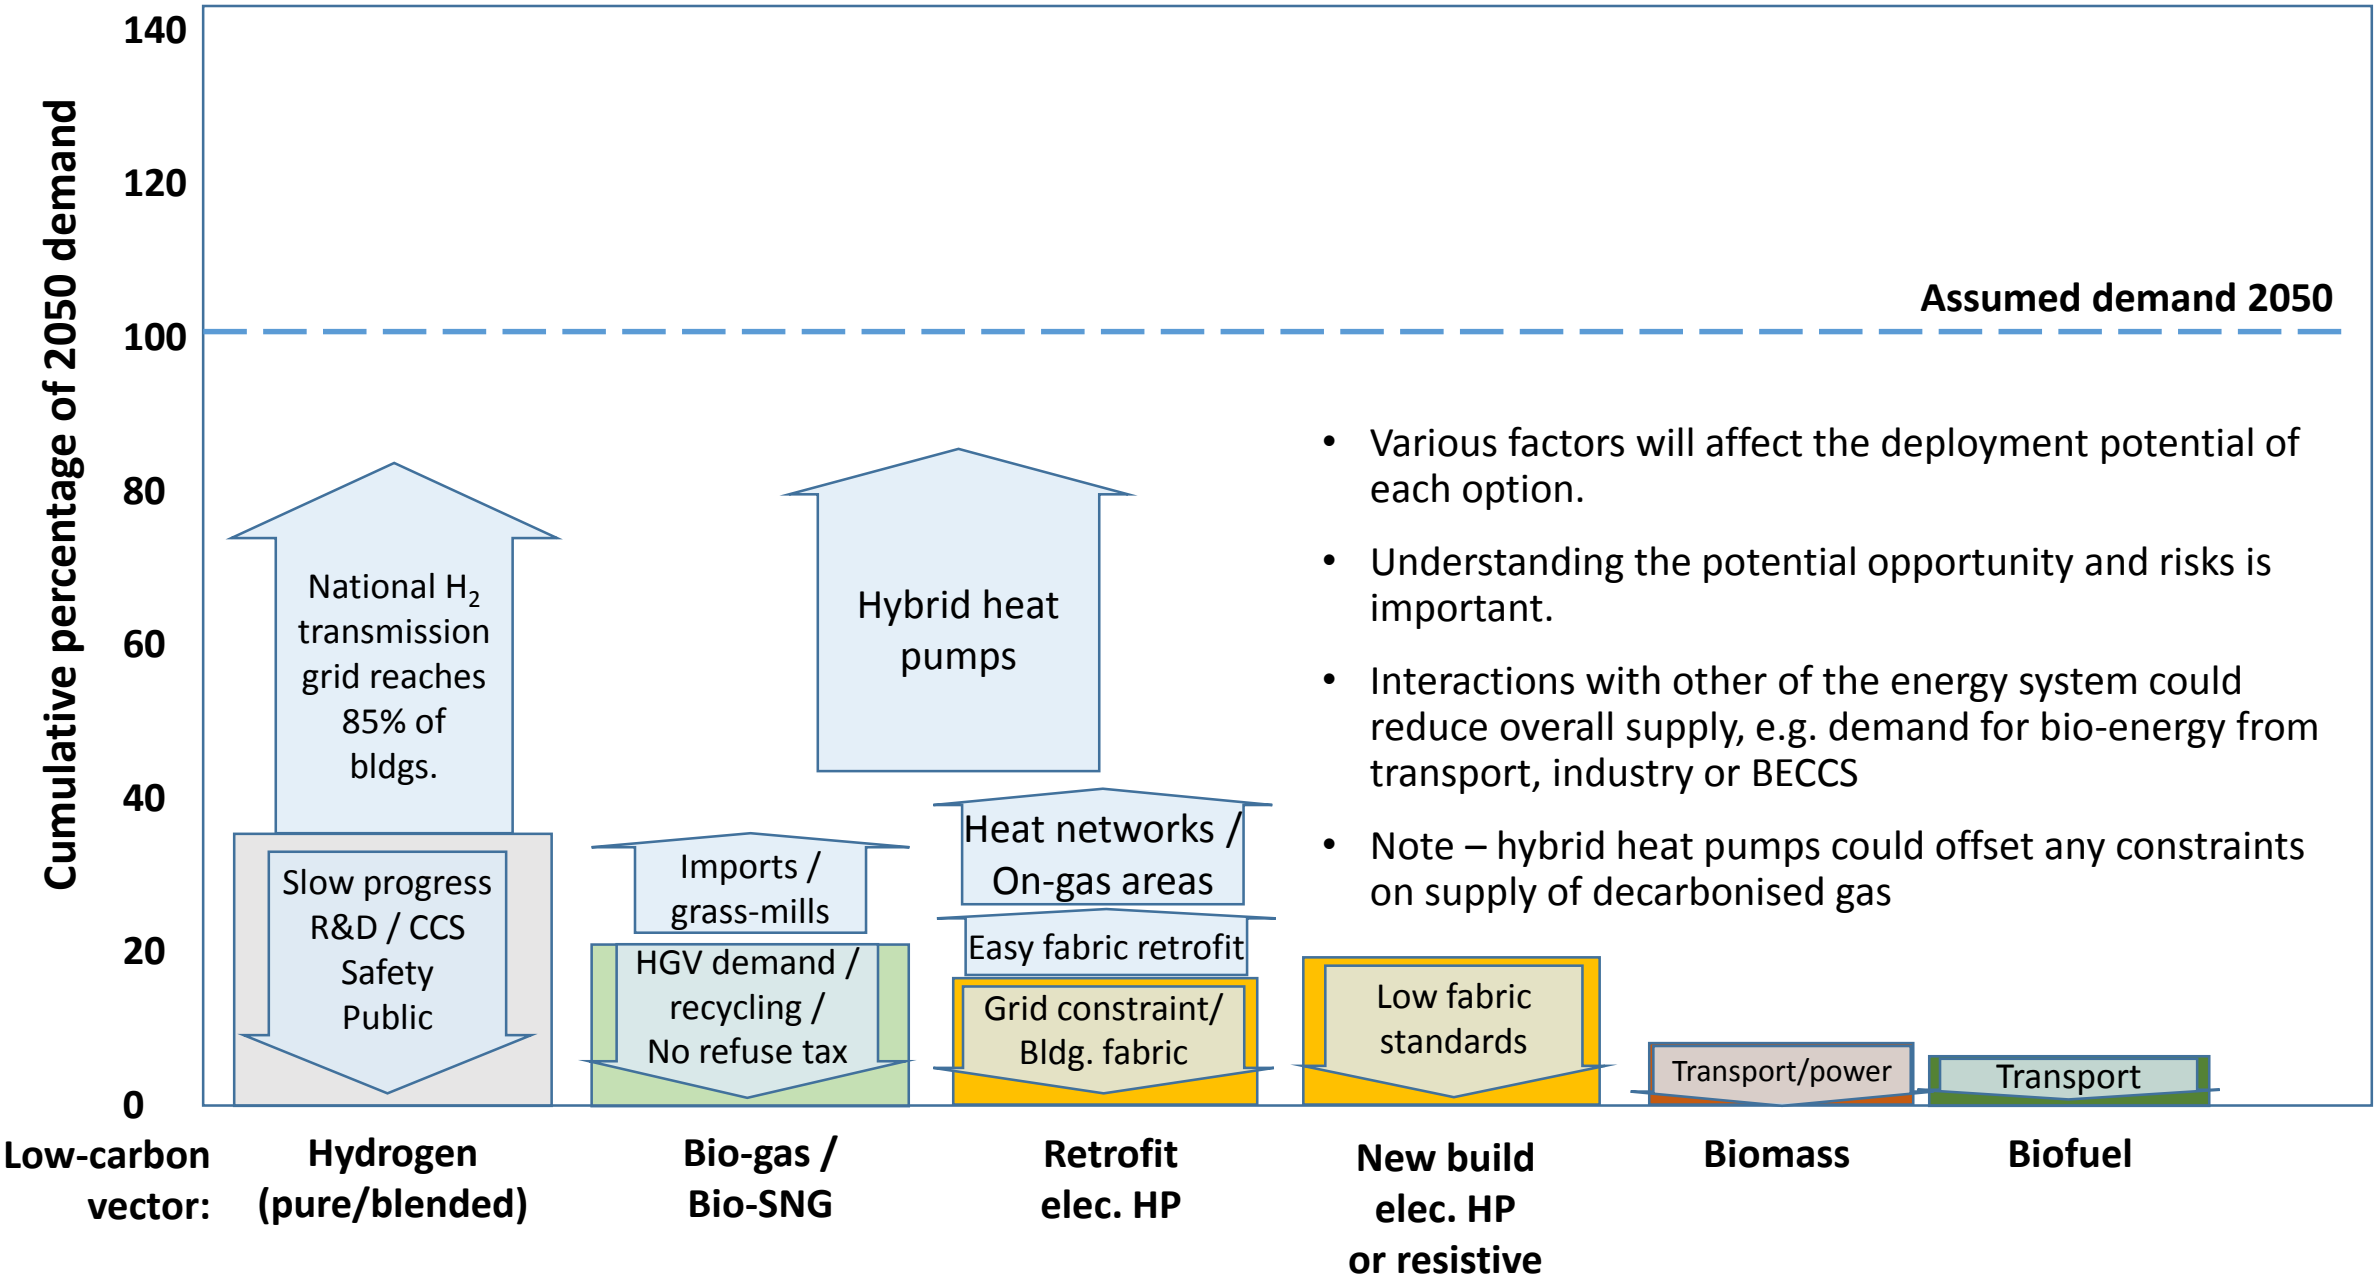 140
120
100
80
60
40
20
0
Cumulative percentage of 2050 demand
Assumed demand 2050
National H₂
transmission
grid reaches
85% of
bldgs.
Slow progress
R&D / CCS
Safety
Public
Imports /
grass-mills
HGV demand /
recycling /
No refuse tax
Hybrid heat
pumps
Heat networks /
On-gas areas
Easy fabric retrofit
Grid constraint/
Bldg. fabric
Low fabric
standards
Transport/power
Transport
• Various factors will affect the deployment potential of
each option.
• Understanding the potential opportunity and risks is
important.
• Interactions with other of the energy system could
reduce overall supply, e.g. demand for bio-energy from
transport, industry or BECCS
• Note – hybrid heat pumps could offset any constraints
on supply of decarbonised gas
Low-carbon
vector:
Hydrogen
(pure/blended)
Bio-gas /
Bio-SNG
Retrofit
elec. HP
New build
elec. HP
or resistive
Biomass
Biofuel